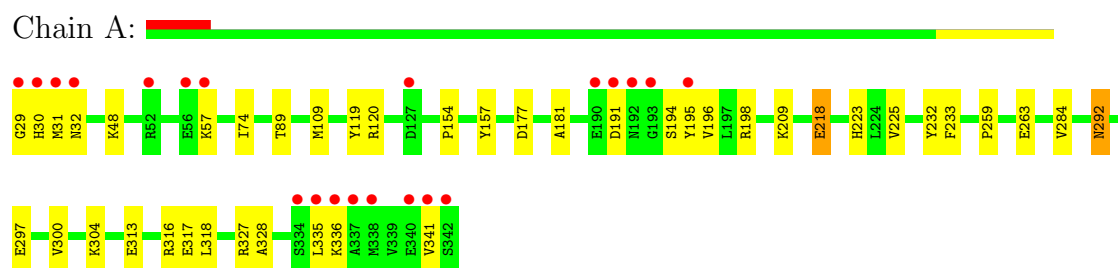 Chain A:
G29 H30 M31 N32 K48 R52 E56 K57 I74 T89 M109 Y119 R120 D127 P154 Y157 D177 A181 E190 D191 N192 G193 S194 Y195 V196 L197 R198 K209 E218 H223 L224 V225 Y232 F233 P259 E263 V284 N292
E297 V300 K304 E313 R316 E317 L318 R327 A328 S334 L335 K336 A337 M338 V339 E340 V341 S342